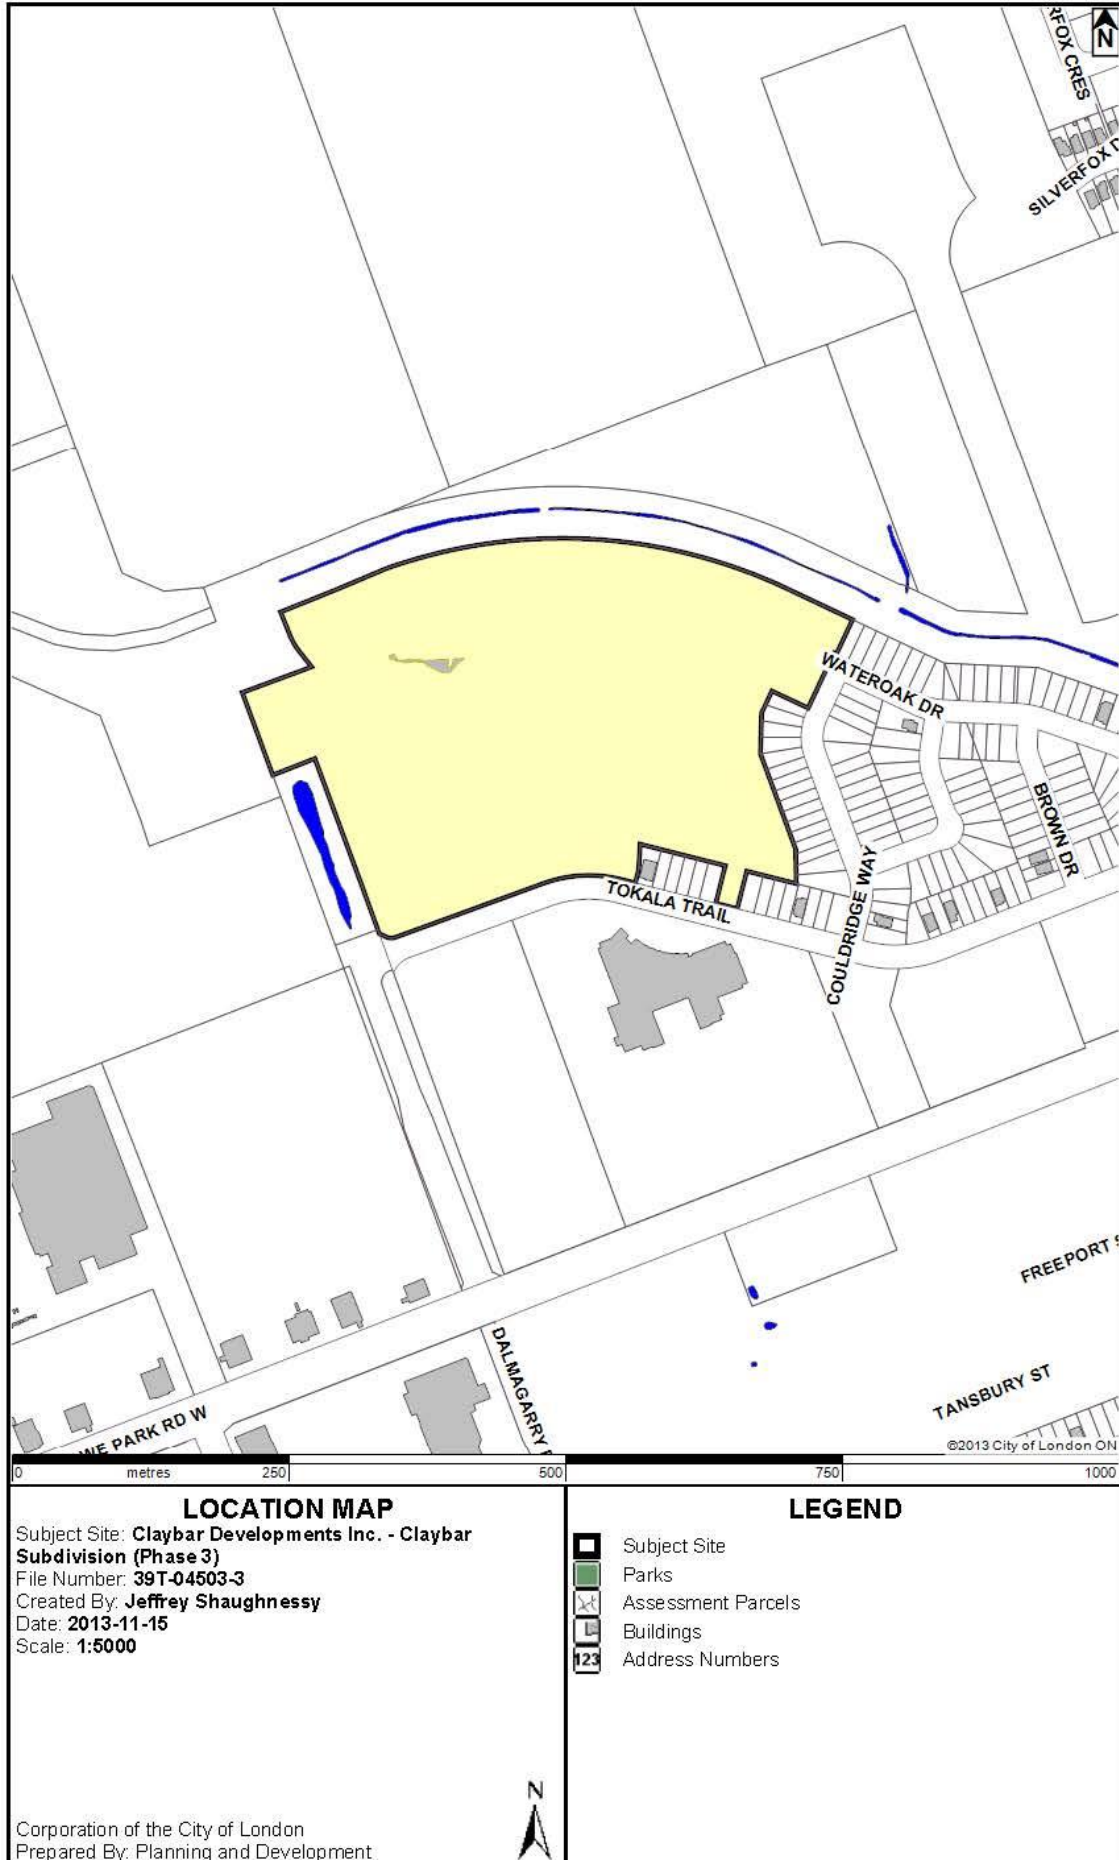 N
RFOX CRES
SILVERFOX D
WATEROAK DR
BROWN DR
COULDRIDGE WAY
TOKALA TRAIL
FREEPORT
TANSBURY ST
DALMAGARRY
WE PARK RD W
©2013 City of London ON
0 metres 250 500 750 1000
LOCATION MAP
Subject Site: Claybar Developments Inc. - Claybar
Subdivision (Phase 3)
File Number: 39T-04503-3
Created By: Jeffrey Shaughnessy
Date: 2013-11-15
Scale: 1:5000
N
Corporation of the City of London
Prepared By: Planning and Development
LEGEND
Subject Site
Parks
Assessment Parcels
Buildings
123 Address Numbers